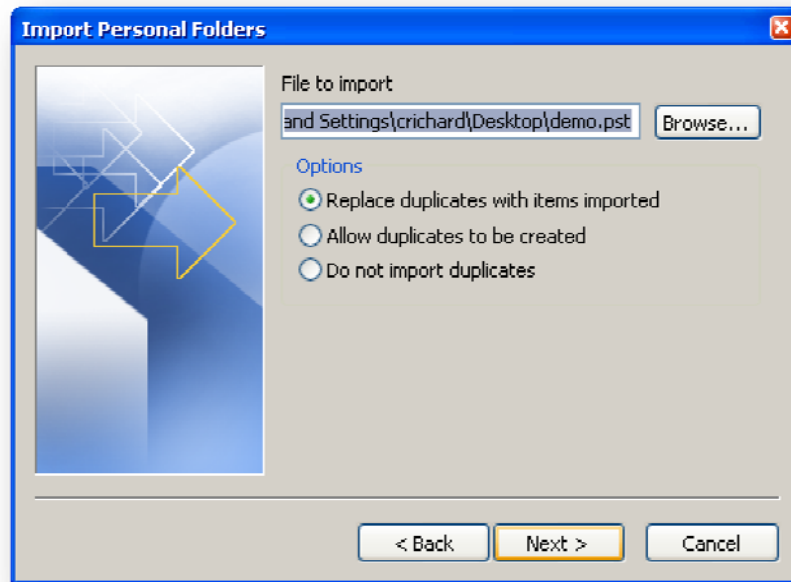 Import Personal Folders
File to import
and Settings\crichard\Desktop\demo.pst
Browse...
Options
Replace duplicates with items imported
Allow duplicates to be created
Do not import duplicates
< Back
Next >
Cancel